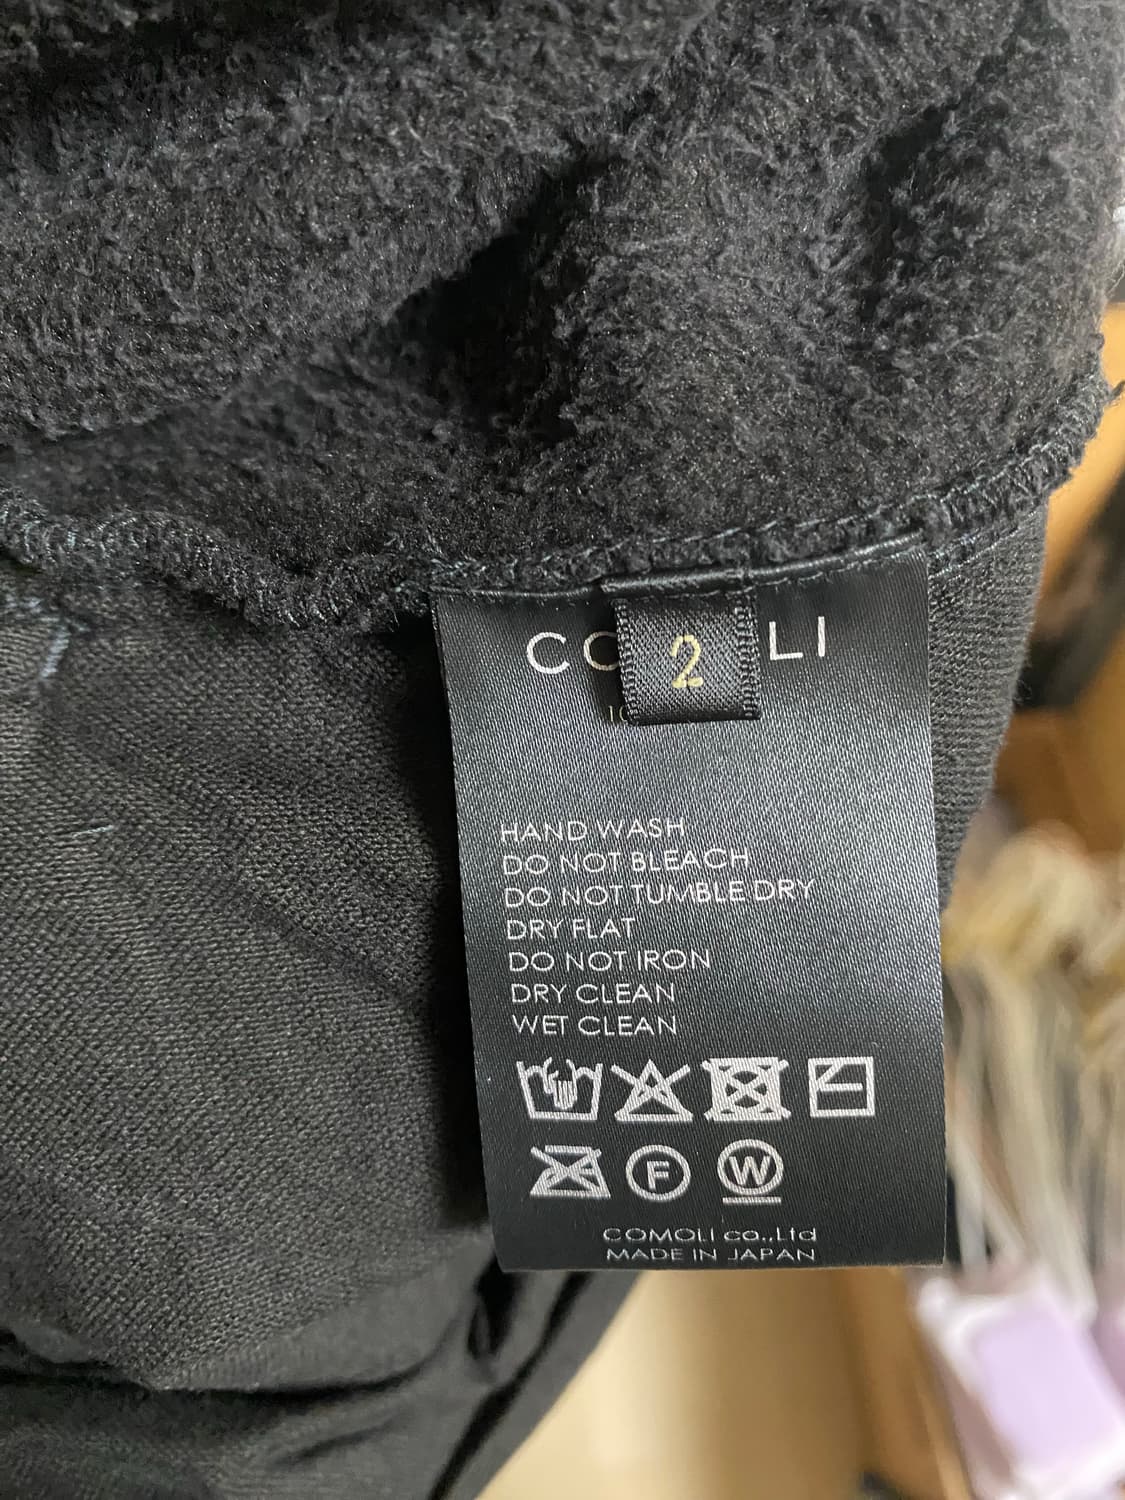 CO LI
2
HAND WASH
DO NOT BLEACH
DO NOT TUMBLE DRY
DRY FLAT
DO NOT IRON
DRY CLEAN
WET CLEAN
F W
COMOLI co.,Ltd
MADE IN JAPAN